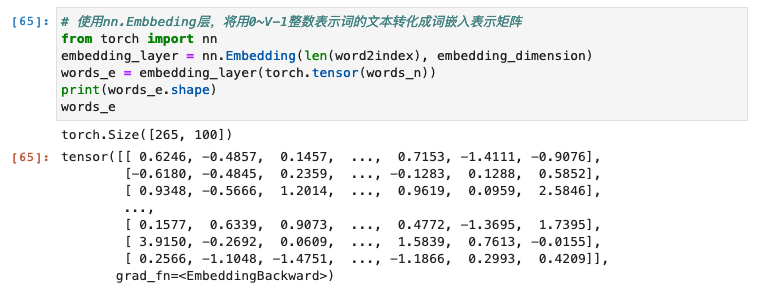 [65]: # 使用nn.Embbeding层，将用0~V-1整数表示词的文本转化成词嵌入表示矩阵
from torch import nn
embedding_layer = nn.Embedding(len(word2index), embedding_dimension)
words_e = embedding_layer(torch.tensor(words_n))
print(words_e.shape)
words_e
torch.Size([265, 100])
[65]: tensor([[ 0.6246, -0.4857,  0.1457,  ...,  0.7153, -1.4111, -0.9076],
[-0.6180, -0.4845,  0.2359,  ..., -0.1283,  0.1288,  0.5852],
[ 0.9348, -0.5666,  1.2014,  ...,  0.9619,  0.0959,  2.5846],
...,
[ 0.1577,  0.6339,  0.9073,  ...,  0.4772, -1.3695,  1.7395],
[ 3.9150, -0.2692,  0.0609,  ...,  1.5839,  0.7613, -0.0155],
[ 0.2566, -1.1048, -1.4751,  ..., -1.1866,  0.2993,  0.4209]],
grad_fn=<EmbeddingBackward>)